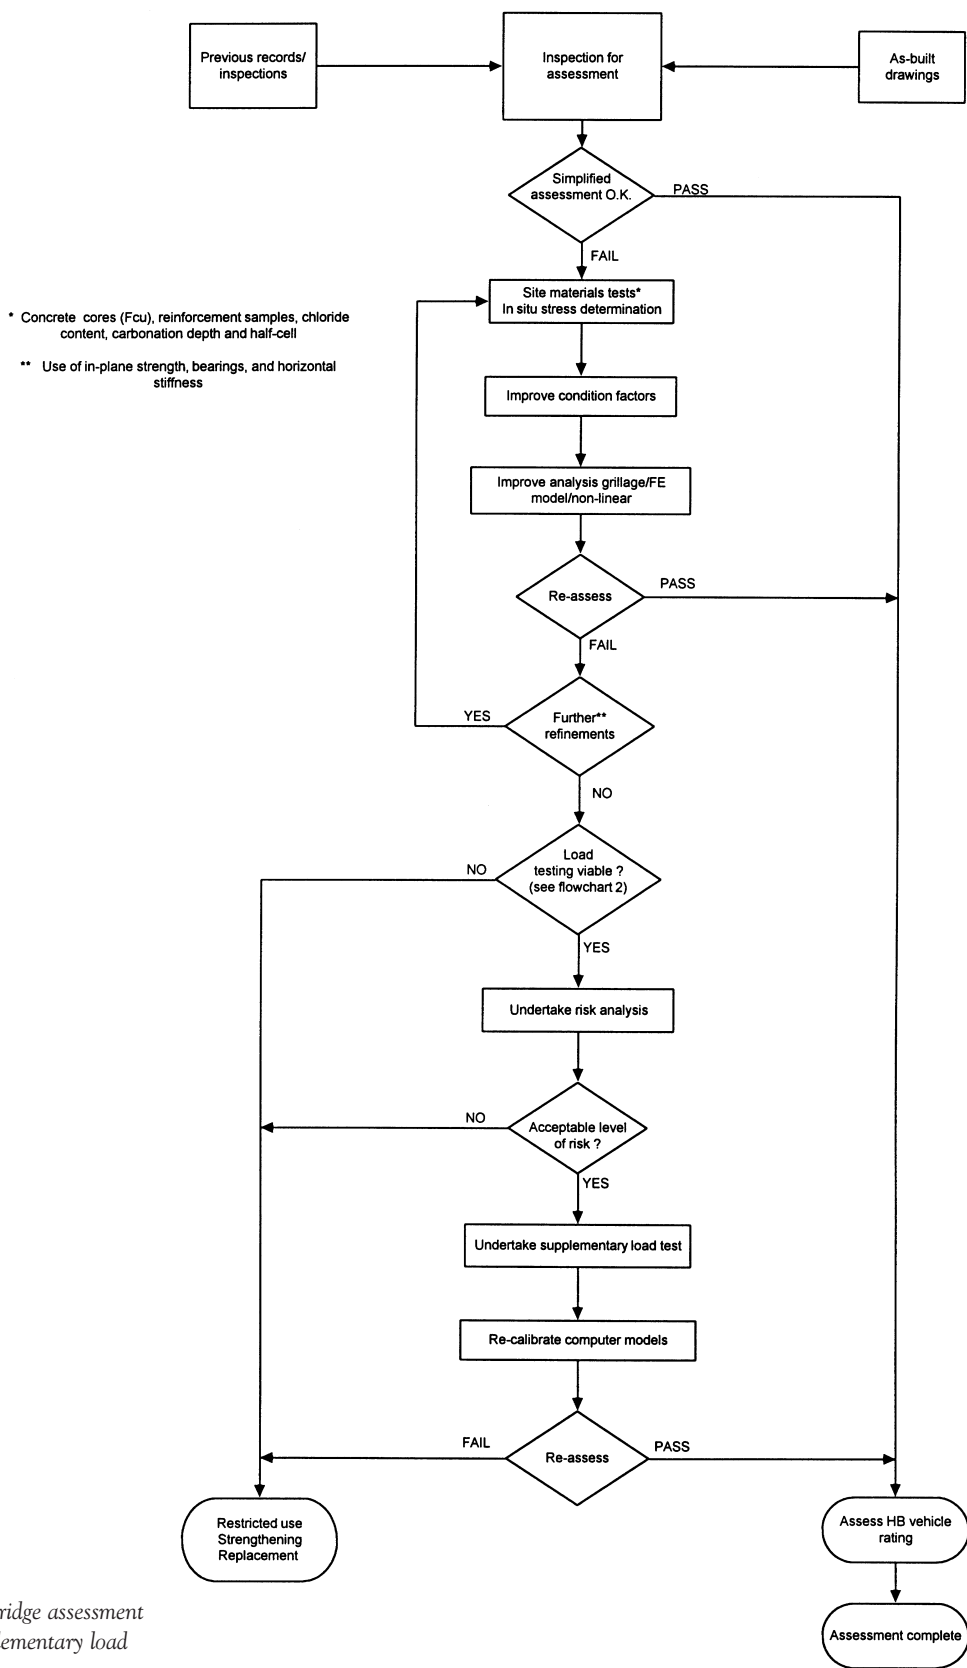 Previous records/
inspections
Inspection for
assessment
As-built
drawings
Simplified
assessment O.K.
PASS
FAIL
Site materials tests*
In situ stress determination
* Concrete cores (Fcu), reinforcement samples, chloride
content, carbonation depth and half-cell
** Use of in-plane strength, bearings, and horizontal
stiffness
Improve condition factors
Improve analysis grillage/FE
model/non-linear
Re-assess
PASS
FAIL
YES
Further**
refinements
NO
Load
testing viable ?
(see flowchart 2)
NO
YES
Undertake risk analysis
NO
Acceptable level
of risk ?
YES
Undertake supplementary load test
Re-calibrate computer models
FAIL
Re-assess
PASS
Restricted use
Strengthening
Replacement
Assess HB vehicle
rating
Assessment complete
ridge assessment
lementary load